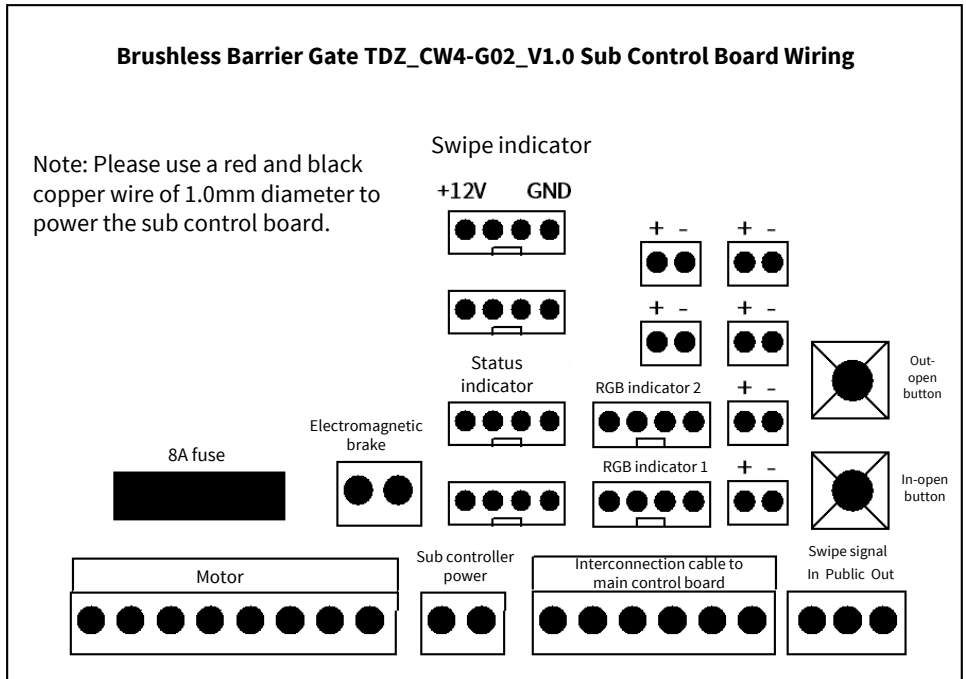 Brushless Barrier Gate TDZ_CW4-G02_V1.0 Sub Control Board Wiring
Note: Please use a red and black
copper wire of 1.0mm diameter to
power the sub control board.
Swipe indicator
+12V GND
+ - + -
+ - + -
Status
indicator
RGB indicator 2
+ -
Out-
open
button
Electromagnetic
brake
8A fuse
RGB indicator 1
+ -
In-open
button
Motor
Sub controller
power
Interconnection cable to
main control board
Swipe signal
In Public Out